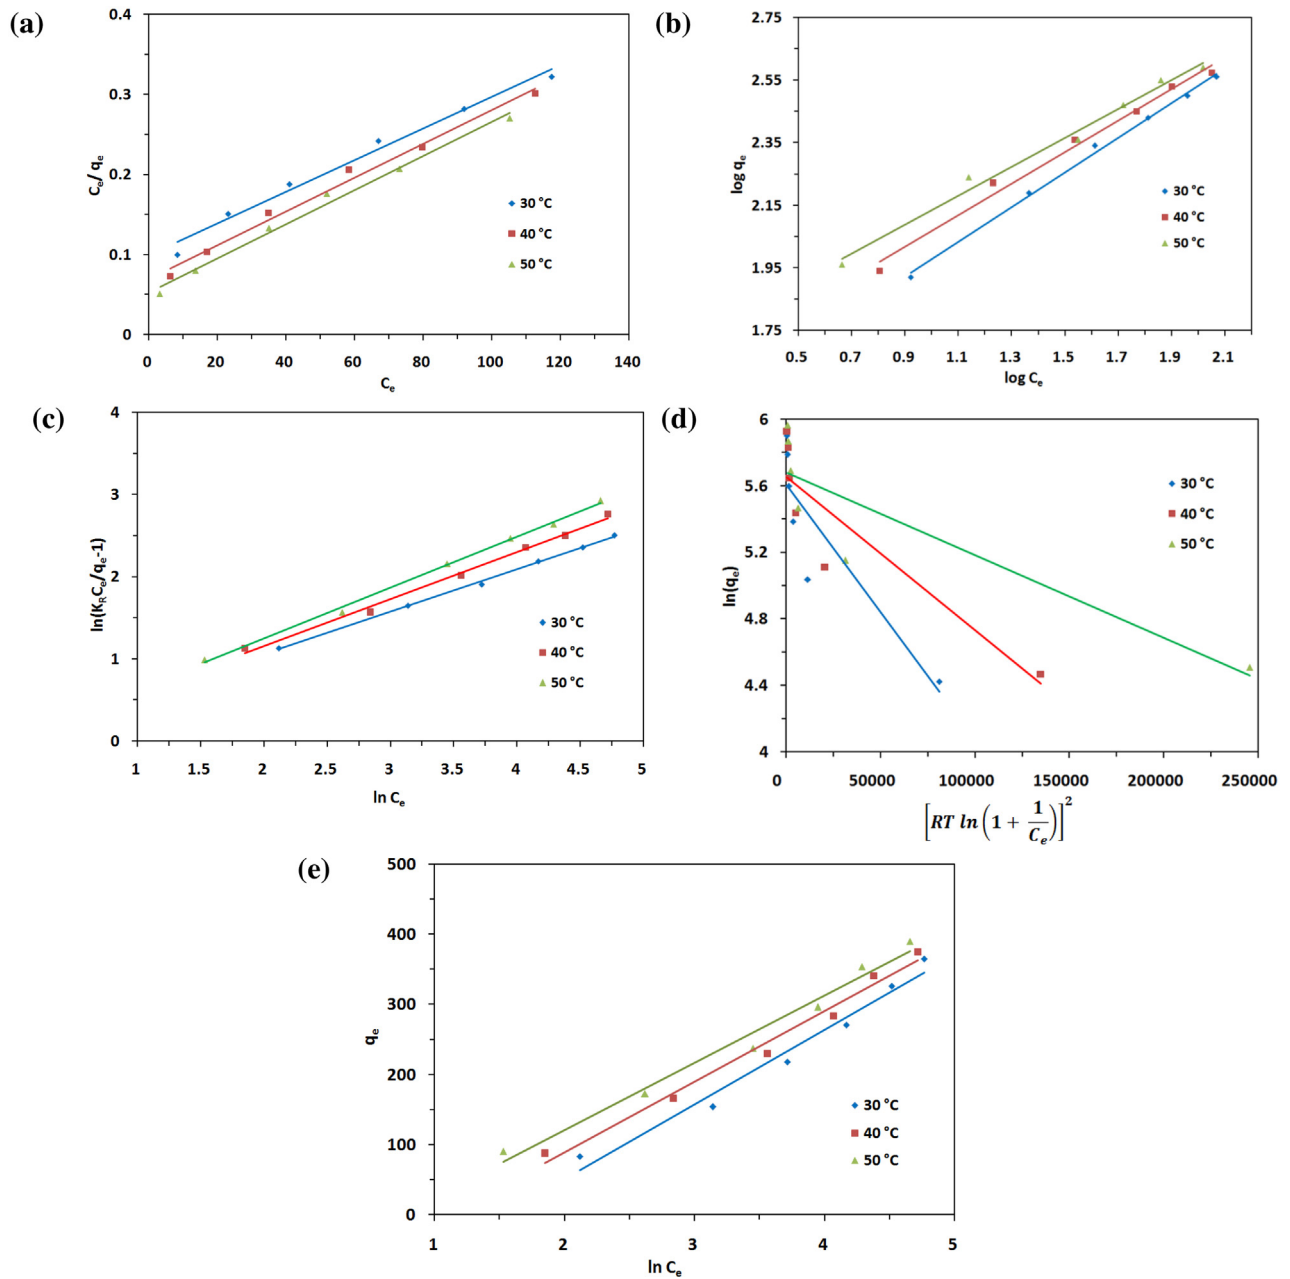 (a)
0.4
0.3
0.2
0.1
0
Cₑ/ qₑ
0 20 40 60 80 100 120 140
Cₑ
30 °C
40 °C
50 °C
(b)
2.75
2.55
2.35
2.15
1.95
1.75
log qₑ
0.5 0.7 0.9 1.1 1.3 1.5 1.7 1.9 2.1
log Cₑ
30 °C
40 °C
50 °C
(c)
4
3
2
1
0
ln(K_R Cₑ/qₑ-1)
1 1.5 2 2.5 3 3.5 4 4.5 5
ln Cₑ
30 °C
40 °C
50 °C
(d)
6
5.6
5.2
4.8
4.4
4
ln(qₑ)
0 50000 100000 150000 200000 250000
[RT ln (1 + 1/Cₑ)]²
30 °C
40 °C
50 °C
(e)
500
400
300
200
100
0
qₑ
1 2 3 4 5
ln Cₑ
30 °C
40 °C
50 °C